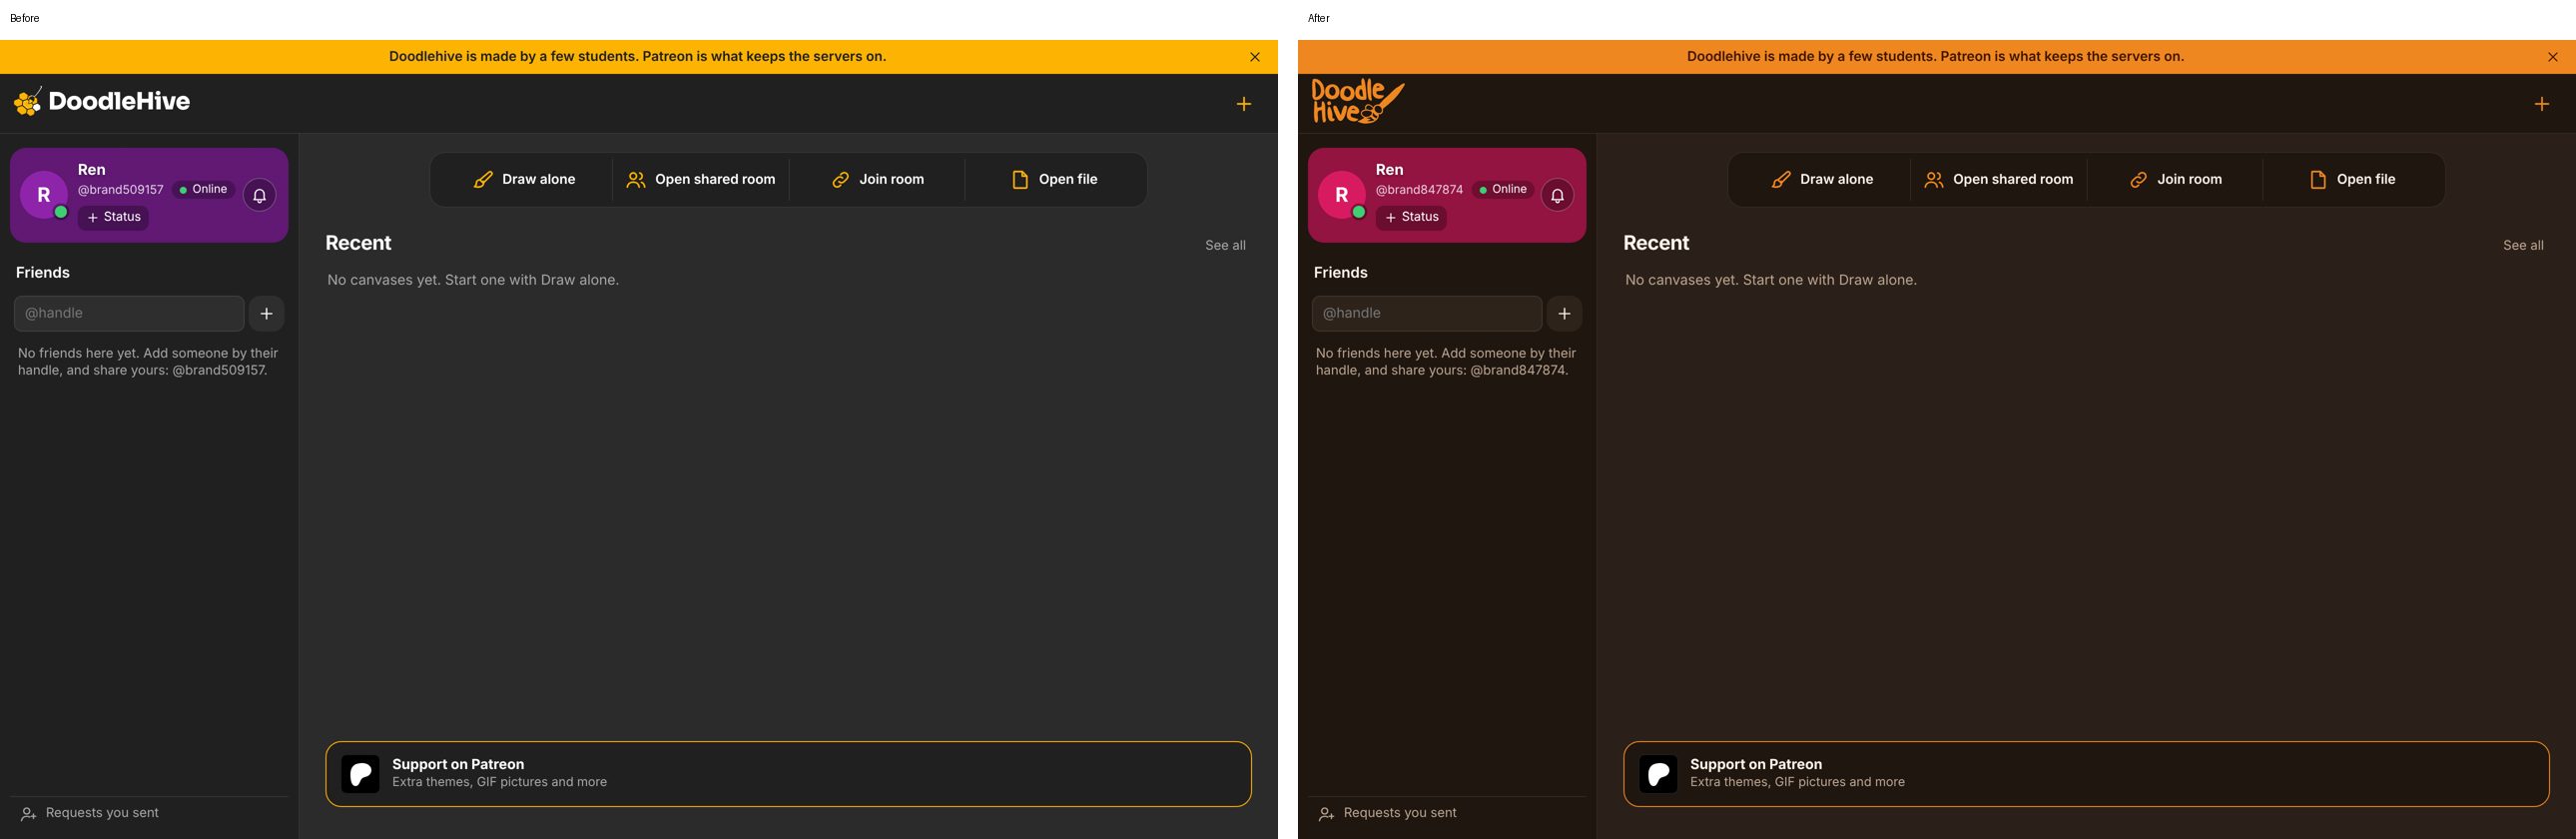 Before
Doodlehive is made by a few students. Patreon is what keeps the servers on.
DoodleHive
Ren
R
@brand509157
Online
Status
Draw alone
Open shared room
Join room
Open file
Recent
See all
No canvases yet. Start one with Draw alone.
Friends
@handle
No friends here yet. Add someone by their
handle, and share yours: @brand509157.
Support on Patreon
Extra themes, GIF pictures and more
Requests you sent
After
Doodlehive is made by a few students. Patreon is what keeps the servers on.
Doodle
Hive
Ren
R
@brand847874
Online
Status
Draw alone
Open shared room
Join room
Open file
Recent
See all
No canvases yet. Start one with Draw alone.
Friends
@handle
No friends here yet. Add someone by their
handle, and share yours: @brand847874.
Support on Patreon
Extra themes, GIF pictures and more
Requests you sent